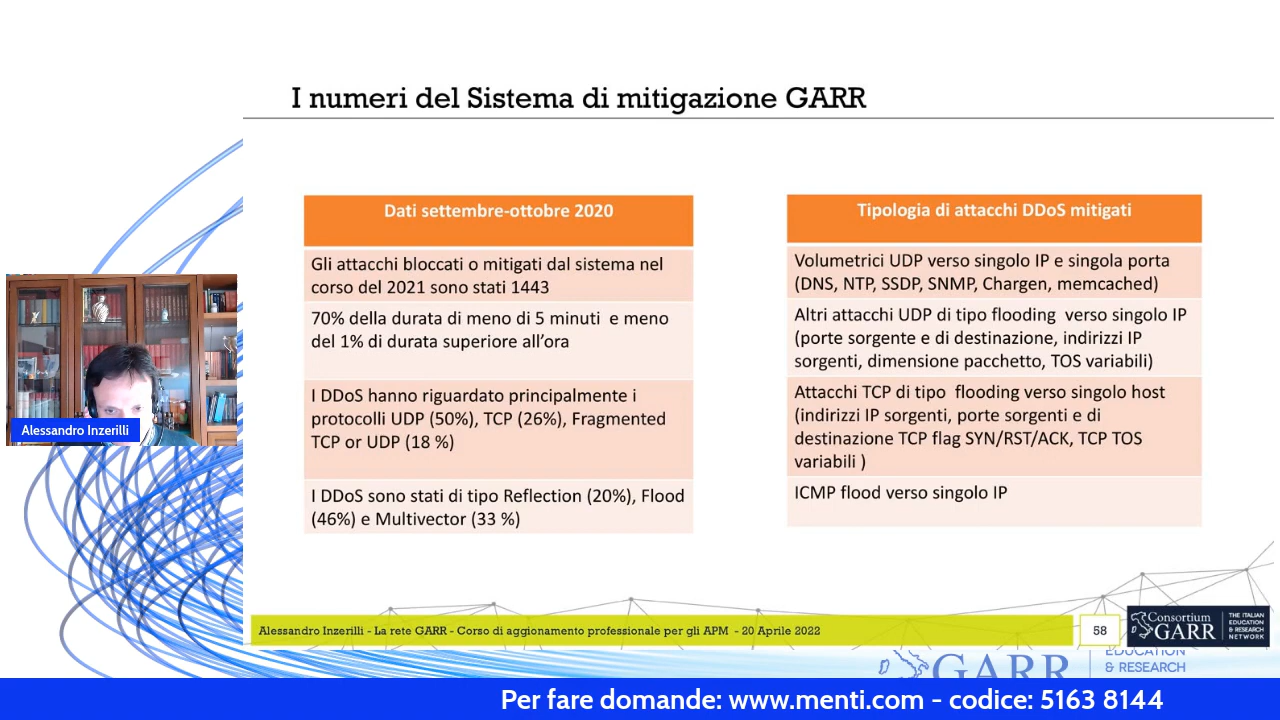 I numeri del Sistema di mitigazione GARR
Dati settembre-ottobre 2020
Gli attacchi bloccati o mitigati dal sistema nel
corso del 2021 sono stati 1443
70% della durata di meno di 5 minuti e meno
del 1% di durata superiore all'ora
I DDoS hanno riguardato principalmente i
protocolli UDP (50%), TCP (26%), Fragmented
TCP or UDP (18 %)
I DDoS sono stati di tipo Reflection (20%), Flood
(46%) e Multivector (33 %)
Tipologia di attacchi DDoS mitigati
Volumetrici UDP verso singolo IP e singola porta
(DNS, NTP, SSDP, SNMP, Chargen, memcached)
Altri attacchi UDP di tipo flooding verso singolo IP
(porte sorgente e di destinazione, indirizzi IP
sorgenti, dimensione pacchetto, TOS variabili)
Attacchi TCP di tipo flooding verso singolo host
(indirizzi IP sorgenti, porte sorgenti e di
destinazione TCP flag SYN/RST/ACK, TCP TOS
variabili )
ICMP flood verso singolo IP
Alessandro Inzerilli
Alessandro Inzerilli - La rete GARR - Corso di aggionamento professionale per gli APM - 20 Aprile 2022
58
Consortium
GARR
THE ITALIAN
EDUCATION
& RESEARCH
NETWORK
GARR
EDUCATION
& RESEARCH
Per fare domande: www.menti.com - codice: 5163 8144